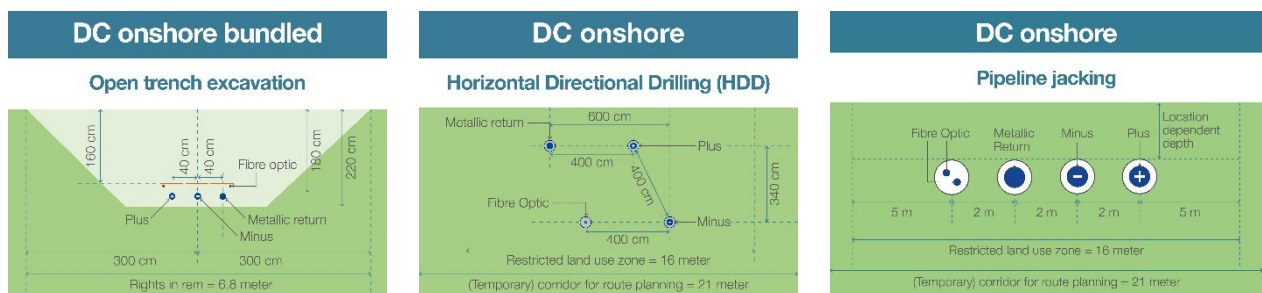 DC onshore bundled
Open trench excavation
160 cm
40 cm
40 cm
180 cm
220 cm
Fibre optic
Plus
Metallic return
Minus
300 cm
300 cm
Rights in rem = 6.8 meter
DC onshore
Horizontal Directional Drilling (HDD)
600 cm
Metallic return
Plus
400 cm
400 cm
340 cm
Fibre Optic
Minus
400 cm
Restricted land use zone = 16 meter
(Temporary) corridor for route planning = 21 meter
DC onshore
Pipeline jacking
Location
dependent
depth
Fibre Optic
Metallic
Return
Minus
Plus
5 m
2 m
2 m
2 m
5 m
Restricted land use zone = 16 meter
(Temporary) corridor for route planning = 21 meter